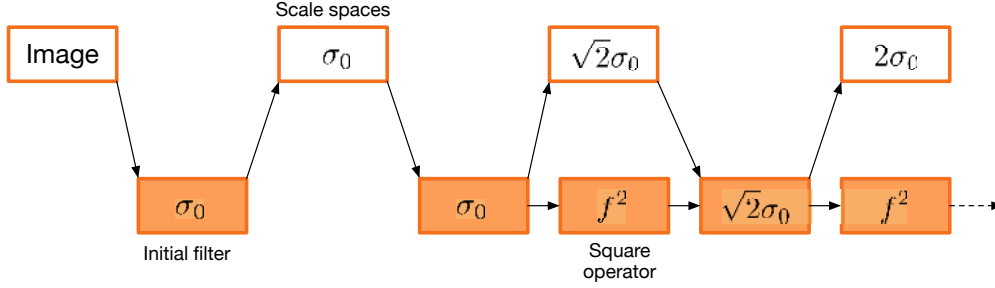 Scale spaces
Image
σ₀
√2σ₀
2σ₀
σ₀
σ₀
f²
√2σ₀
f²
Initial filter
Square
operator